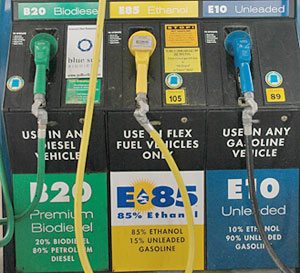 B20 Biodiesel
E85 Ethanol
E10 Unleaded
STOP!
blue s
105
89
USE IN ANY
DIESEL
VEHICLE
USE IN FLEX
FUEL VEHICLES
ONLY
USE IN ANY
GASOLINE
VEHICLE
B20
Premium
Biodiesel
20% BIODIESEL
80% PETROLEUM
DIESEL
E85
85% Ethanol
85% ETHANOL
15% UNLEADED
GASOLINE
E10
Unleaded
10% ETHANOL
90% UNLEADED
GASOLINE